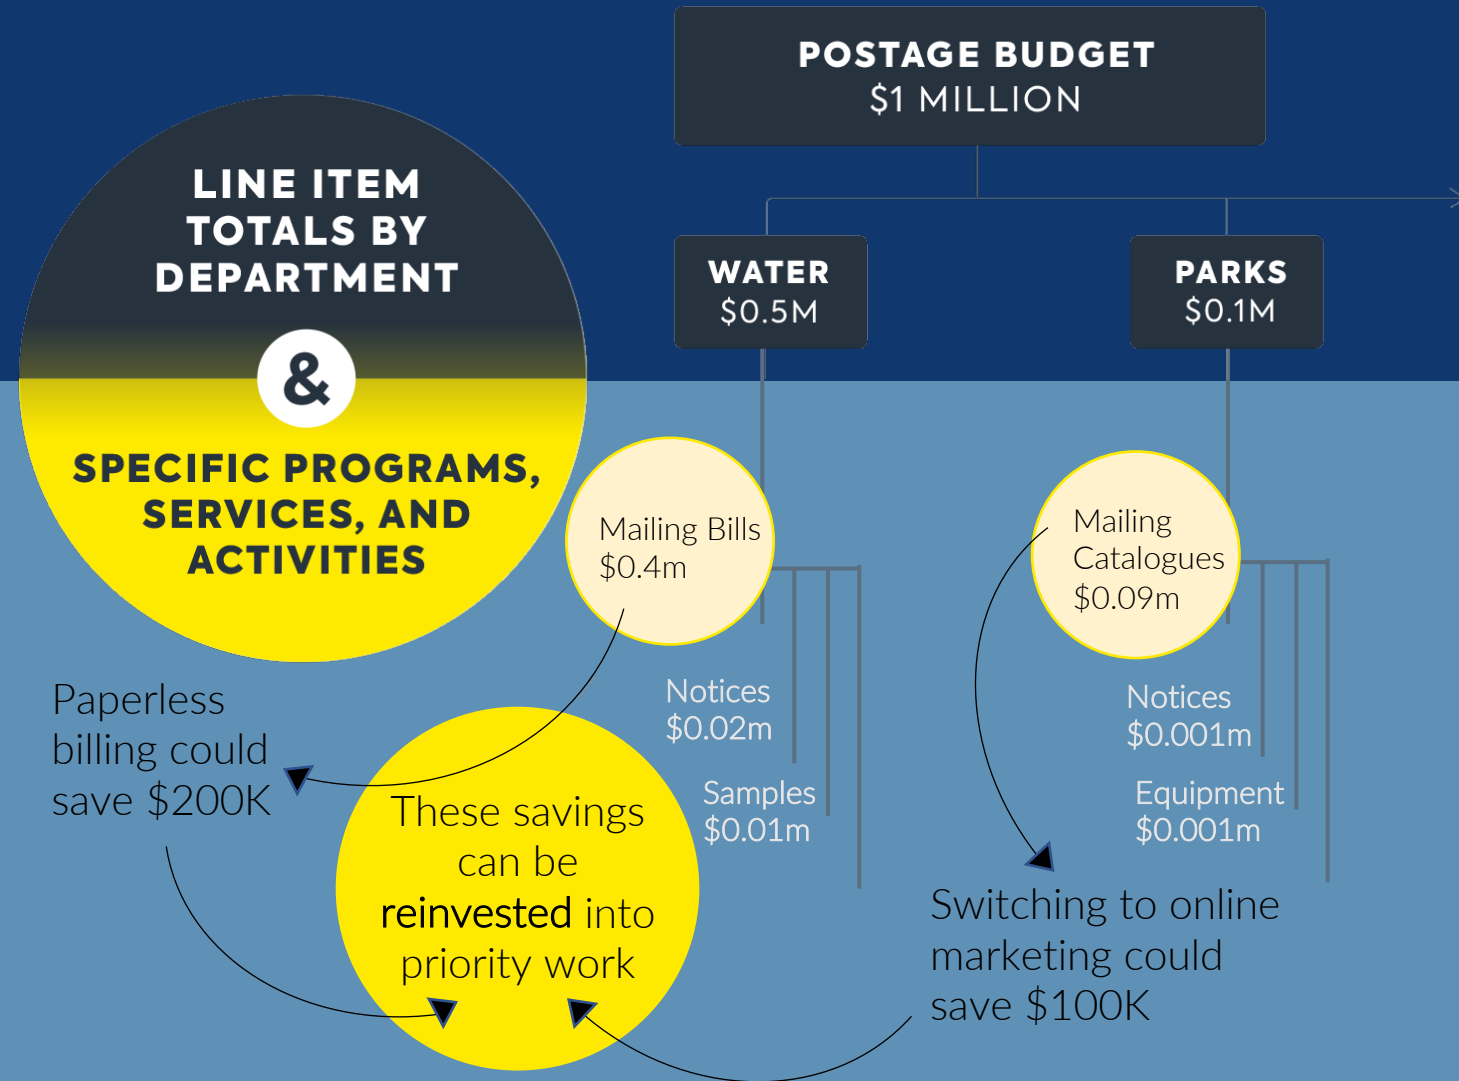 POSTAGE BUDGET
$1 MILLION
LINE ITEM
TOTALS BY
DEPARTMENT
&
SPECIFIC PROGRAMS,
SERVICES, AND
ACTIVITIES
WATER
$0.5M
PARKS
$0.1M
Mailing Bills
$0.4m
Mailing
Catalogues
$0.09m
Notices
$0.02m
Samples
$0.01m
Notices
$0.001m
Equipment
$0.001m
Paperless
billing could
save $200K
These savings
can be
reinvested into
priority work
Switching to online
marketing could
save $100K